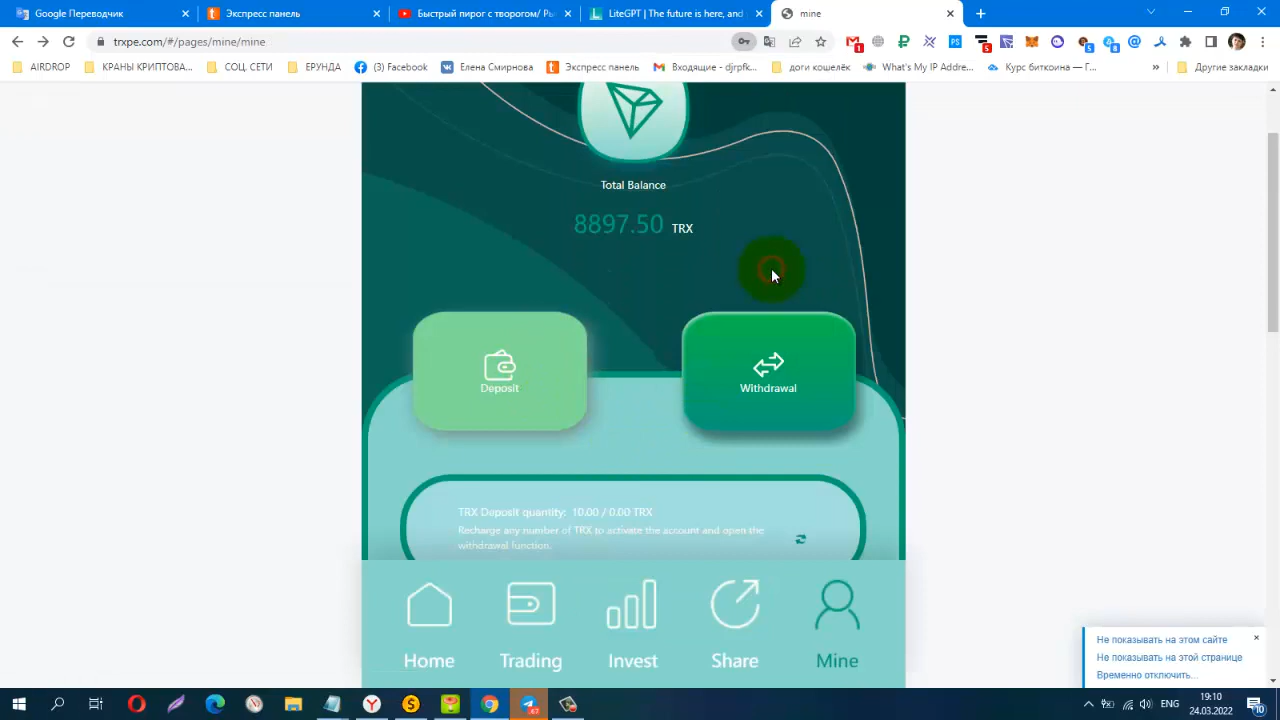 Google Переводчик
Экспресс панель
Быстрый пирог с творогом/ Ры
LiteGPT | The future is here, and
mine
trxpe.com/#/pages/mine/mine
AIRDROP
КРАНЫ КРИПТОВА...
СОЦ. СЕТИ
ЕРУНДА
(3) Facebook
Елена Смирнова
Экспресс панель
Входящие - djrpfk...
доги кошелёк
What's My IP Addre...
Курс биткоина — Г...
»
Другие закладки
Total Balance
8897.50 TRX
Deposit
Withdrawal
TRX Deposit quantity: 10.00 / 0.00 TRX
Recharge any number of TRX to activate the account and open the
withdrawal function.
Home
Trading
Invest
Share
Mine
Не показывать на этом сайте
Не показывать на этой странице
Временно отключить...
ENG
19:10
24.03.2022